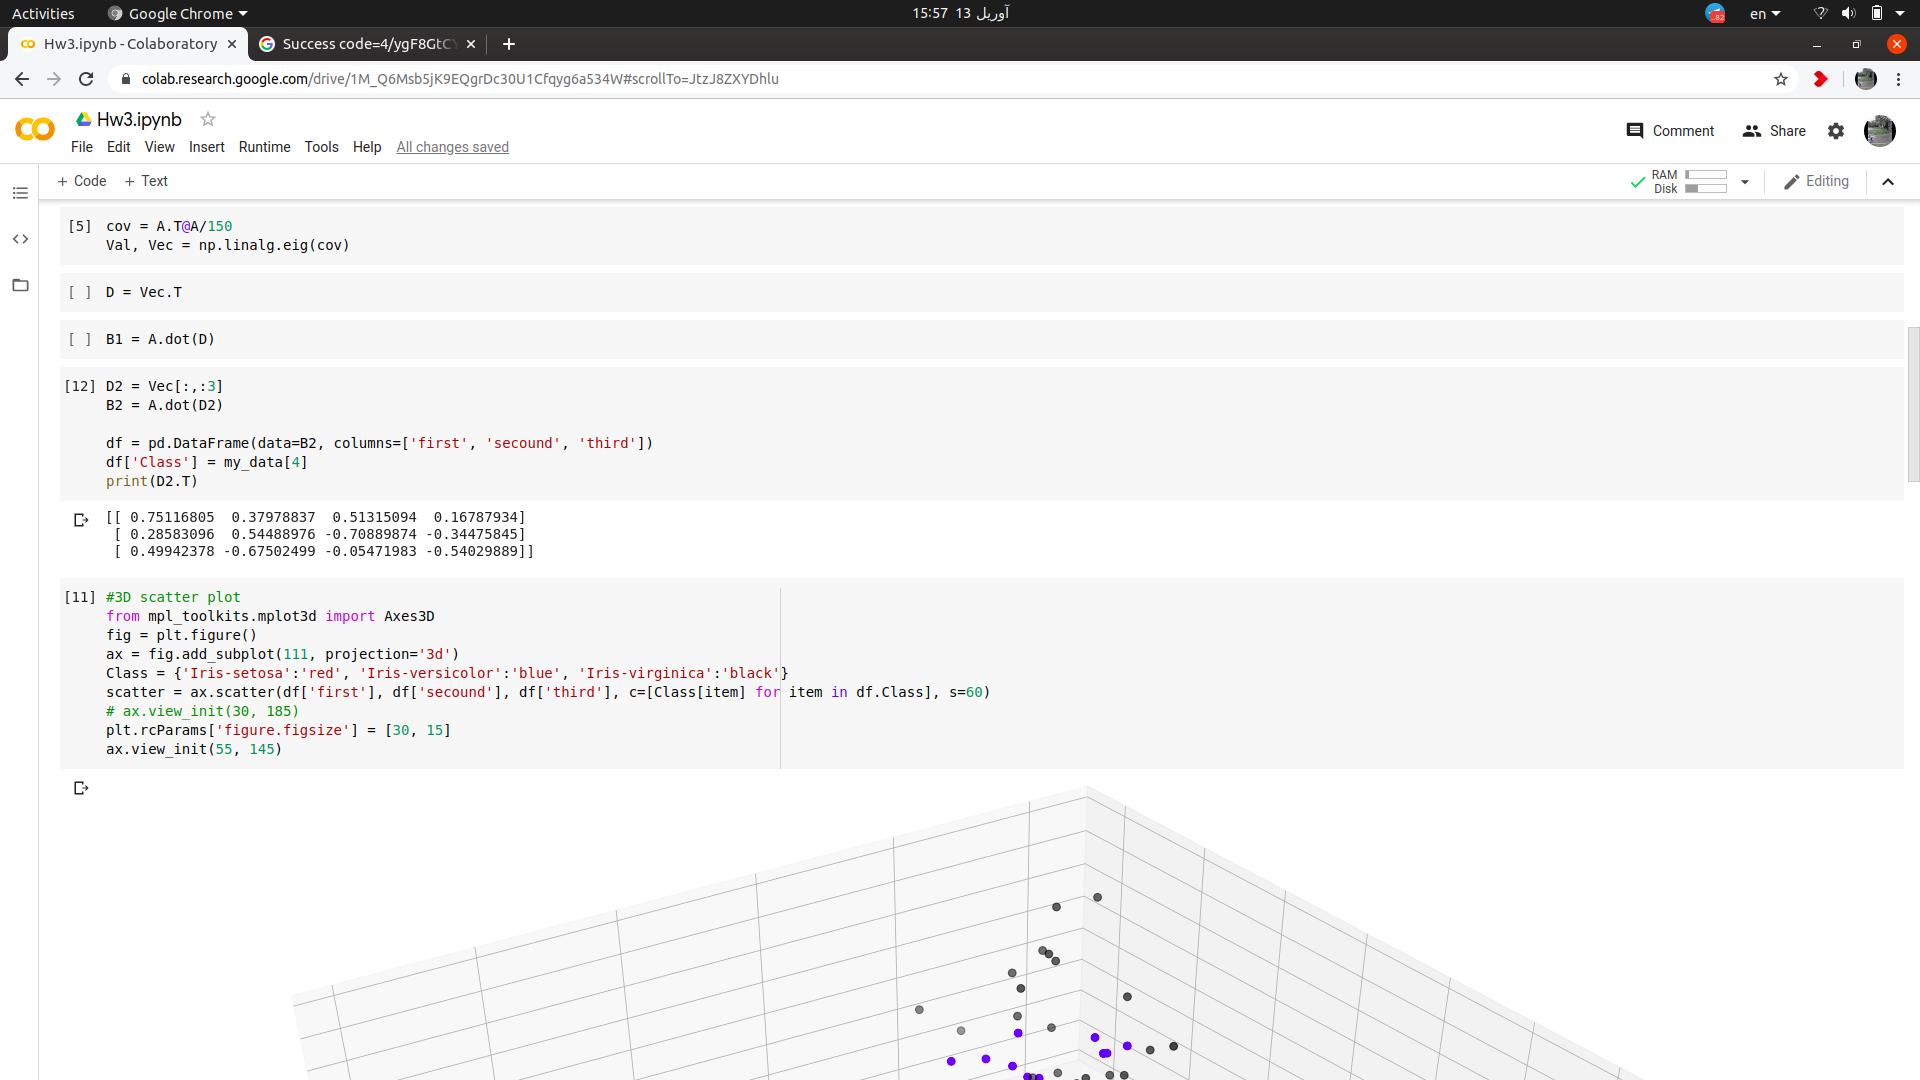 Activities
Google Chrome
آوریل 13  15:57
82
en
Hw3.ipynb - Colaboratory
Success code=4/ygF8GtC
colab.research.google.com/drive/1M_Q6Msb5jK9EQgrDc30U1Cfqyg6a534W#scrollTo=JtzJ8ZXYDhlu
Hw3.ipynb
Comment
Share
File Edit View Insert Runtime Tools Help All changes saved
+ Code + Text
RAM
Disk
Editing
[5] cov = A.T@A/150
Val, Vec = np.linalg.eig(cov)
[ ] D = Vec.T
[ ] B1 = A.dot(D)
[12] D2 = Vec[:,:3]
B2 = A.dot(D2)
df = pd.DataFrame(data=B2, columns=['first', 'secound', 'third'])
df['Class'] = my_data[4]
print(D2.T)
[[ 0.75116805  0.37978837  0.51315094  0.16787934]
[ 0.28583096  0.54488976 -0.70889874 -0.34475845]
[ 0.49942378 -0.67502499 -0.05471983 -0.54029889]]
[11] #3D scatter plot
from mpl_toolkits.mplot3d import Axes3D
fig = plt.figure()
ax = fig.add_subplot(111, projection='3d')
Class = {'Iris-setosa':'red', 'Iris-versicolor':'blue', 'Iris-virginica':'black'}
scatter = ax.scatter(df['first'], df['secound'], df['third'], c=[Class[item] for item in df.Class], s=60)
# ax.view_init(30, 185)
plt.rcParams['figure.figsize'] = [30, 15]
ax.view_init(55, 145)